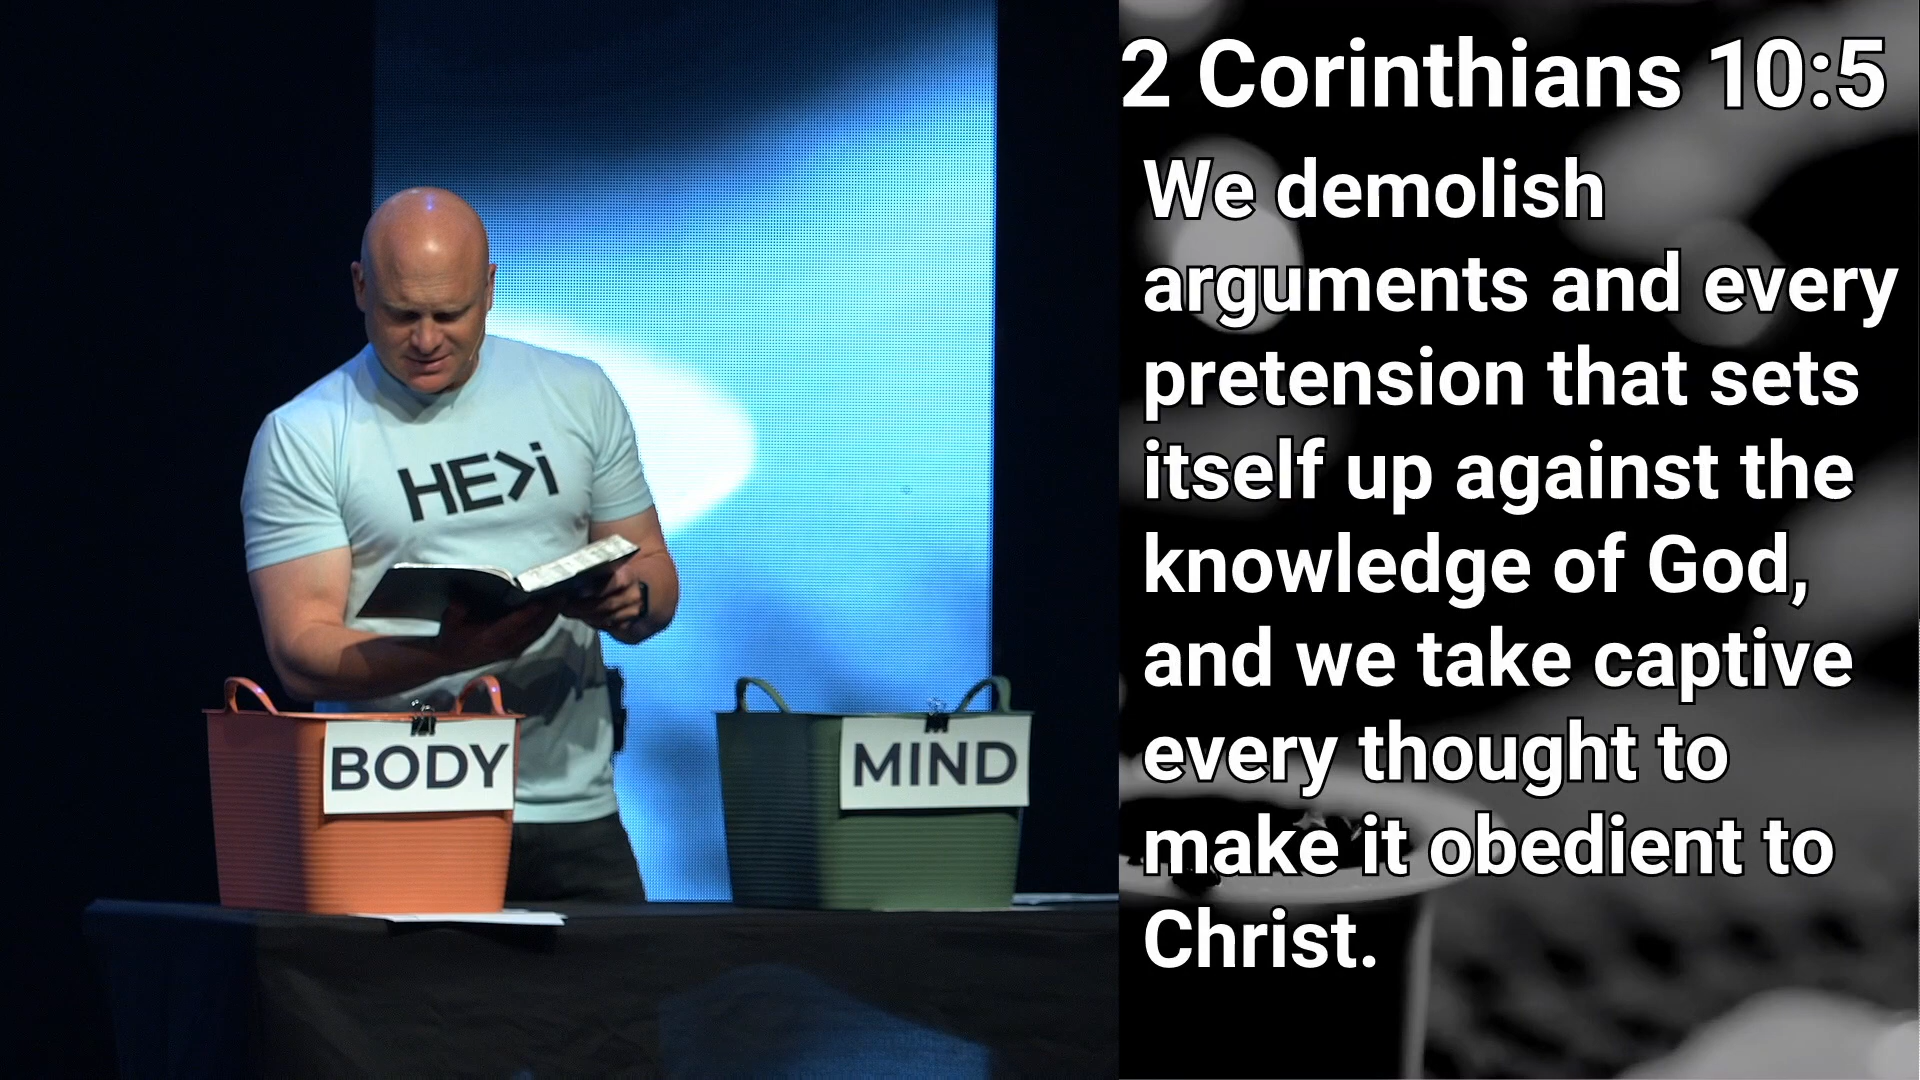 HE>i
BODY
MIND
2 Corinthians 10:5
We demolish
arguments and every
pretension that sets
itself up against the
knowledge of God,
and we take captive
every thought to
make it obedient to
Christ.